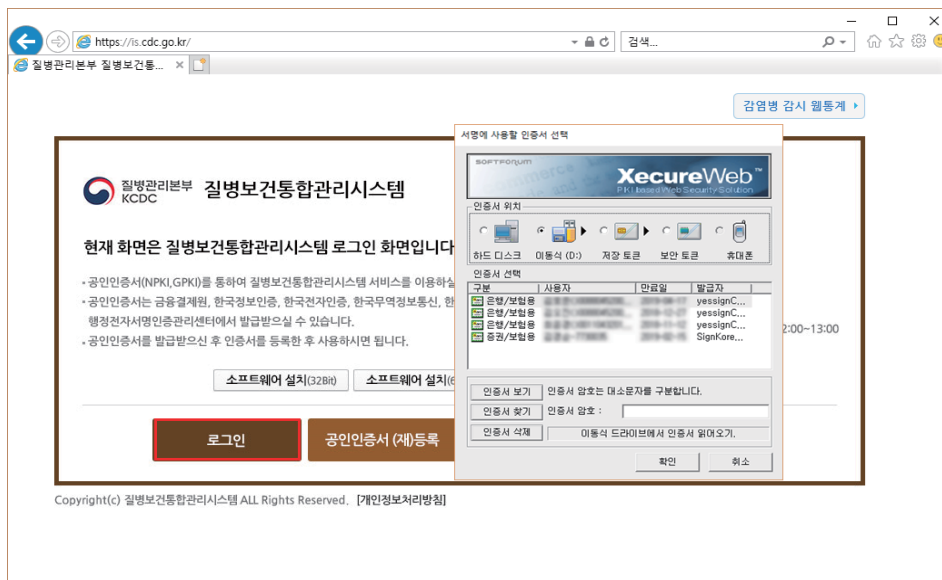 https://is.cdc.go.kr/
검색...
질병관리본부 질병보건통...
감염병 감시 웹통계
질병관리본부
KCDC
질병보건통합관리시스템
현재 화면은 질병보건통합관리시스템 로그인 화면입니다
공인인증서(NPKI,GPKI)를 통하여 질병보건통합관리시스템 서비스를 이용하실
공인인증서는 금융결제원, 한국정보인증, 한국전자인증, 한국무역정보통신, 한
행정전자서명인증관리센터에서 발급받으실 수 있습니다.
공인인증서를 발급받으신 후 인증서를 등록한 후 사용하시면 됩니다.
2:00~13:00
소프트웨어 설치(32Bit)
소프트웨어 설치(6
로그인
공인인증서 (재)등록
서명에 사용할 인증서 선택
SOFTFORUM
XecureWeb™
PKI based Web Security Solution
인증서 위치
하드 디스크 이동식 (D:) 저장 토큰 보안 토큰 휴대폰
인증서 선택
구분 사용자 만료일 발급자
은행/보험용 yessignC...
은행/보험용 yessignC...
은행/보험용 yessignC...
증권/보험용 SignKore...
인증서 보기 인증서 암호는 대소문자를 구분합니다.
인증서 찾기 인증서 암호 :
인증서 삭제 이동식 드라이브에서 인증서 읽어오기.
확인 취소
Copyright(c) 질병보건통합관리시스템 ALL Rights Reserved. [개인정보처리방침]